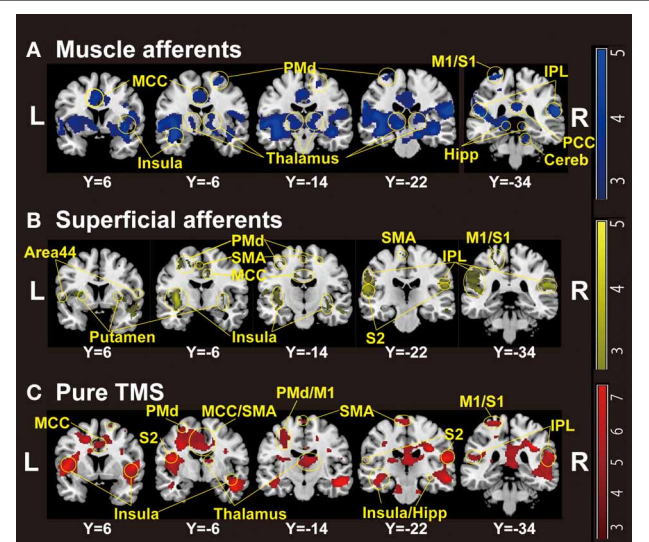 A Muscle afferents
MCC PMd M1/S1 IPL
L R
Insula Thalamus Hipp PCC
Cereb
Y=6 Y=-6 Y=-14 Y=-22 Y=-34
5
4
3
B Superficial afferents
Area44 PMd SMA M1/S1
SMA IPL
MCC
L R
Putamen Insula S2
Y=6 Y=-6 Y=-14 Y=-22 Y=-34
5
4
3
C Pure TMS
MCC PMd MCC/SMA PMd/M1 SMA M1/S1
S2 S2 IPL
L R
Insula Thalamus Insula/Hipp
Y=6 Y=-6 Y=-14 Y=-22 Y=-34
7
6
5
4
3